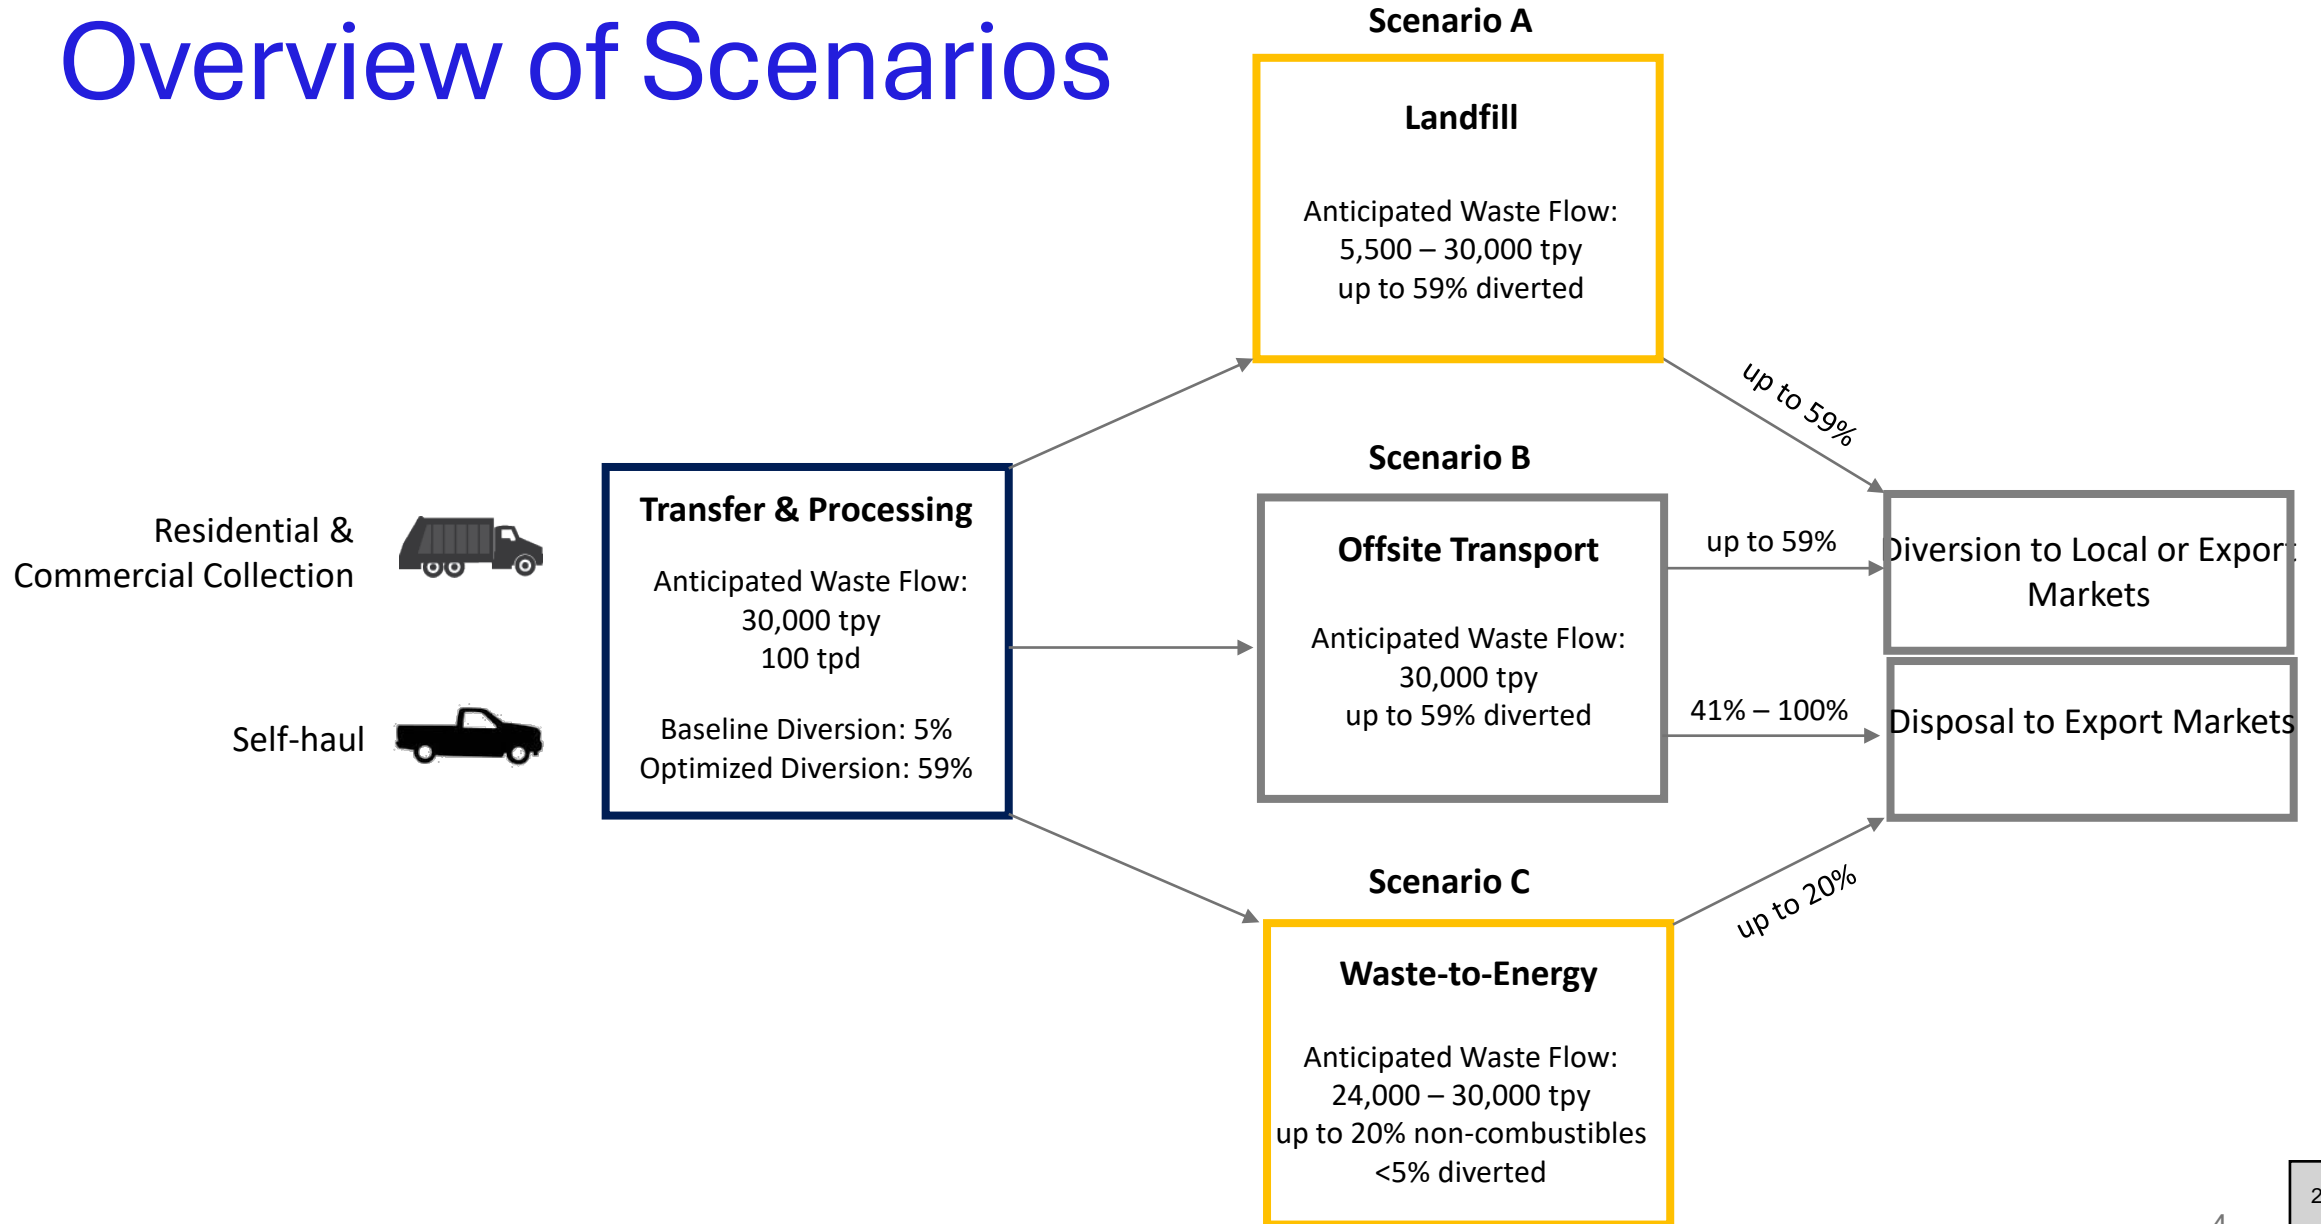 Overview of Scenarios
Scenario A
Landfill
Anticipated Waste Flow:
5,500 – 30,000 tpy
up to 59% diverted
up to 59%
Residential &
Commercial Collection
Self-haul
Transfer & Processing
Anticipated Waste Flow:
30,000 tpy
100 tpd
Baseline Diversion: 5%
Optimized Diversion: 59%
Scenario B
Offsite Transport
Anticipated Waste Flow:
30,000 tpy
up to 59% diverted
up to 59%
41% – 100%
Diversion to Local or Export
Markets
Disposal to Export Markets
Scenario C
up to 20%
Waste-to-Energy
Anticipated Waste Flow:
24,000 – 30,000 tpy
up to 20% non-combustibles
<5% diverted
4
2